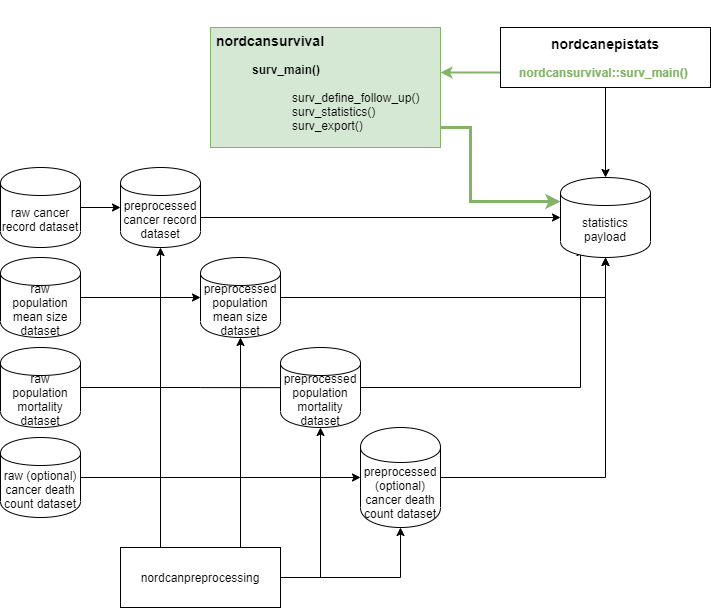 nordcansurvival
surv_main()
surv_define_follow_up()
surv_statistics()
surv_export()
nordcanepistats
nordcansurvival::surv_main()
raw cancer
record dataset
preprocessed
cancer record
dataset
statistics
payload
raw
population
mean size
dataset
preprocessed
population
mean size
dataset
raw
population
mortality
dataset
preprocessed
population
mortality
dataset
raw (optional)
cancer death
count dataset
preprocessed
(optional)
cancer death
count dataset
nordcanpreprocessing